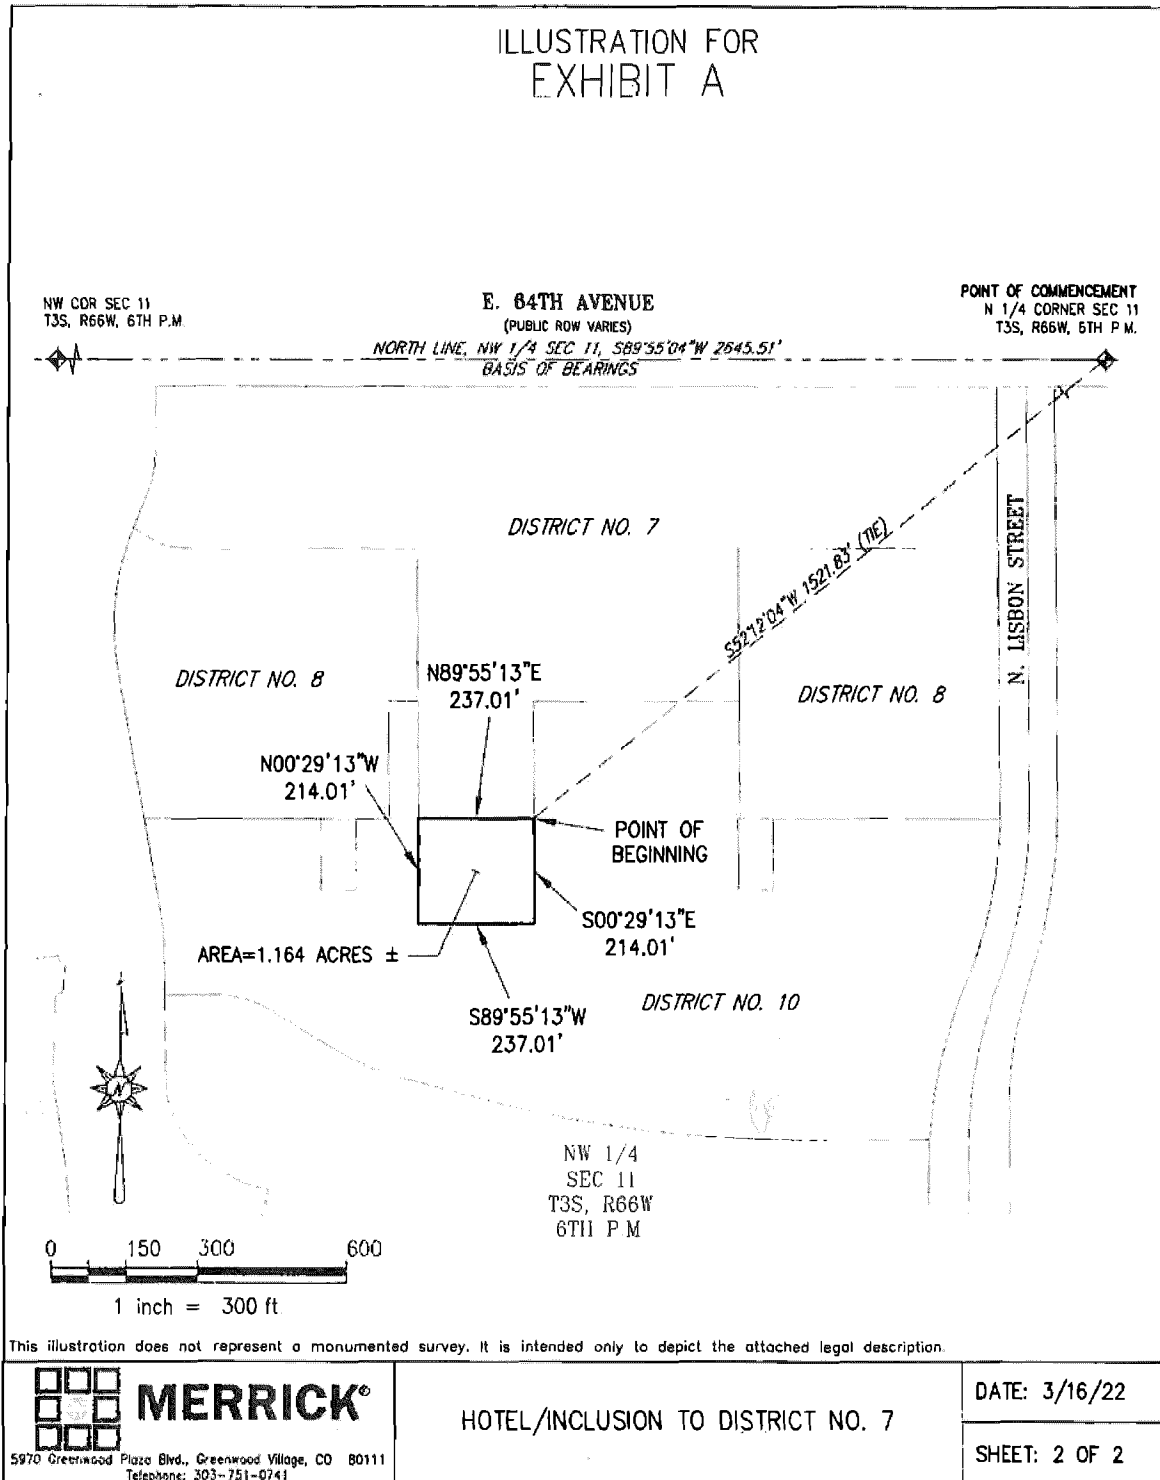 ILLUSTRATION FOR
EXHIBIT A
NW COR SEC 11
T3S, R66W, 6TH P.M.
E. 64TH AVENUE
(PUBLIC ROW VARIES)
NORTH LINE, NW 1/4 SEC 11, S89°55'04"W 2645.51'
BASIS OF BEARINGS
POINT OF COMMENCEMENT
N 1/4 CORNER SEC 11
T3S, R66W, 6TH P.M.
DISTRICT NO. 7
S52°12'04"W 1521.83' (TIE)
N. LISBON STREET
DISTRICT NO. 8
N89°55'13"E
237.01'
DISTRICT NO. 8
N00°29'13"W
214.01'
POINT OF
BEGINNING
S00°29'13"E
214.01'
AREA=1.164 ACRES ±
S89°55'13"W
237.01'
DISTRICT NO. 10
N
NW 1/4
SEC 11
T3S, R66W
6TH P.M
0 150 300 600
1 inch = 300 ft.
This illustration does not represent a monumented survey. It is intended only to depict the attached legal description.
MERRICK®
5970 Greenwood Plaza Blvd., Greenwood Village, CO 80111
Telephone: 303-751-0741
HOTEL/INCLUSION TO DISTRICT NO. 7
DATE: 3/16/22
SHEET: 2 OF 2